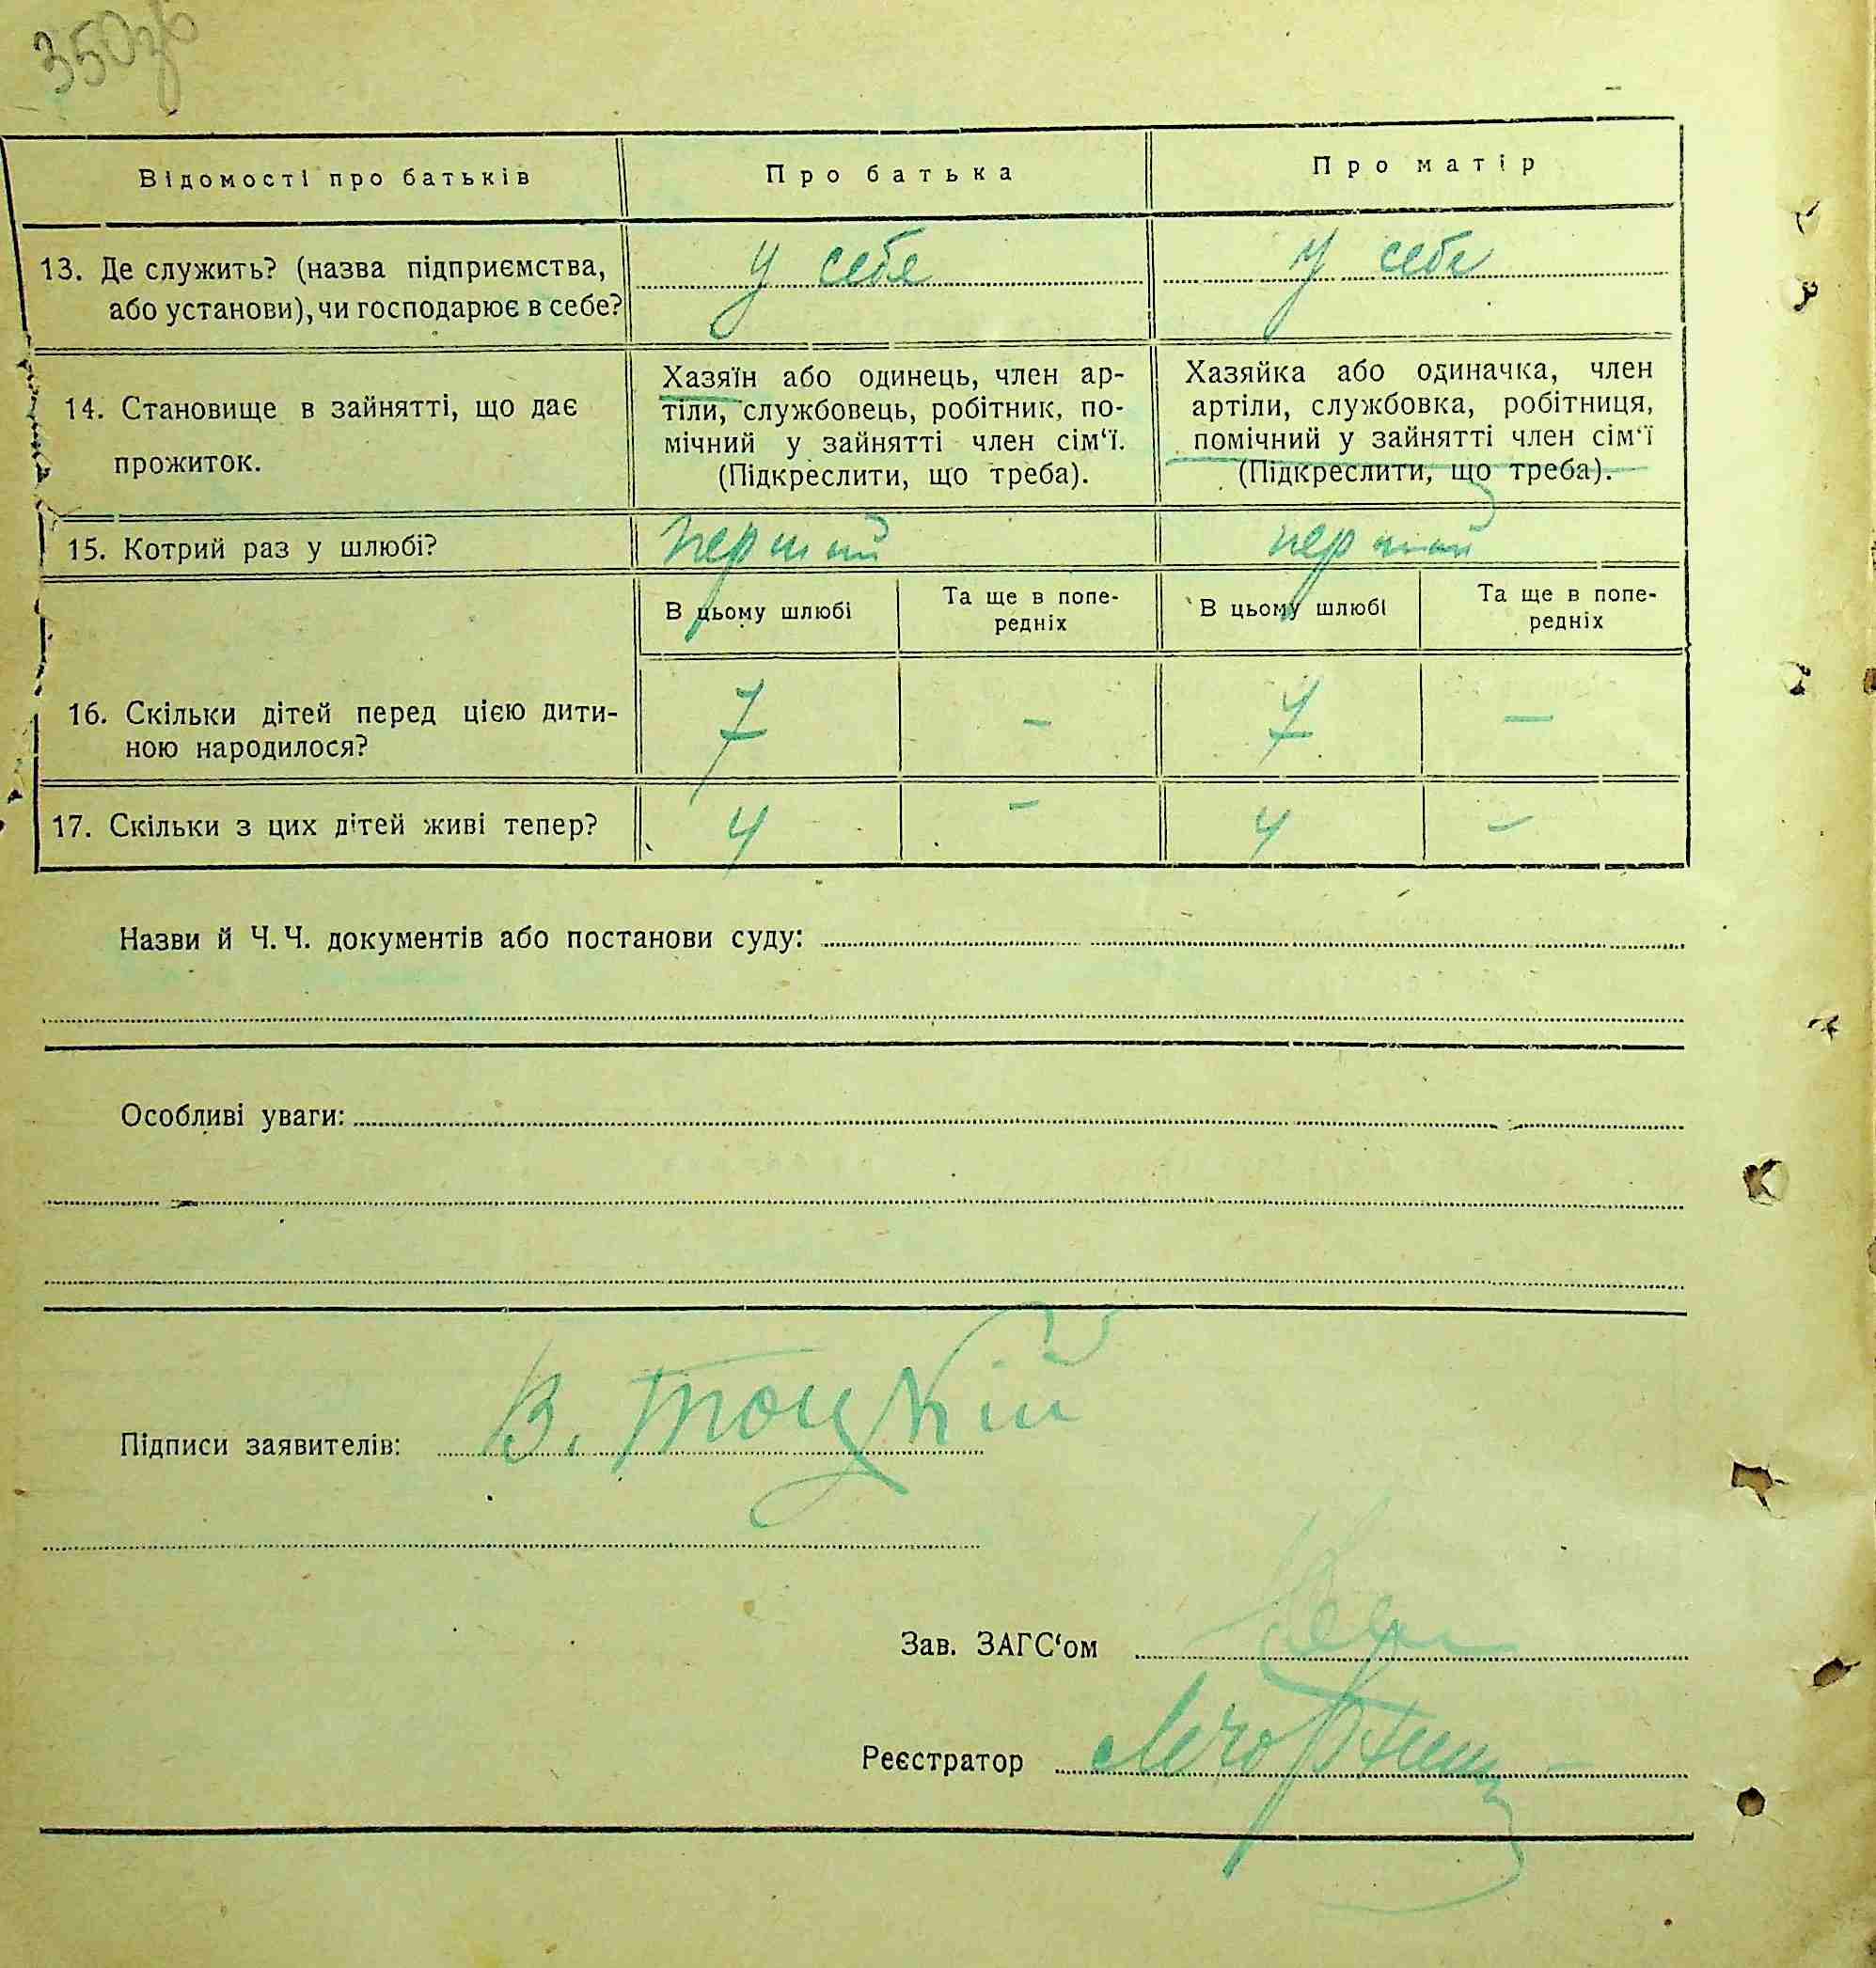 350зв
Відомості про батьків Про батька Про матір
13. Де служить? (назва підприємства, у себя у себе
або установи), чи господарює в себе?
Хазяїн або одинець, член ар- Хазяйка або одиначка, член
14. Становище в зайнятті, що дає тіли, службовець, робітник, по- артіли, службовка, робітниця,
мічний у зайнятті член сім‘ї. помічний у зайнятті член сім‘ї
прожиток. (Підкреслити, що треба). (Підкреслити, що треба).
15. Котрий раз у шлюбі? перший перший
В цьому шлюбі Та ще в попе- В цьому шлюбі Та ще в попе-
редніх редніх
16. Скільки дітей перед цією дити- 7 – 7 –
ною народилося?
17. Скільки з цих дітей живі тепер? 4 – 4 –
Назви й Ч. Ч. документів або постанови суду:
Особливі уваги:
Підписи заявителів: В. Тоцкій
Зав. ЗАГС‘ом
Реєстратор